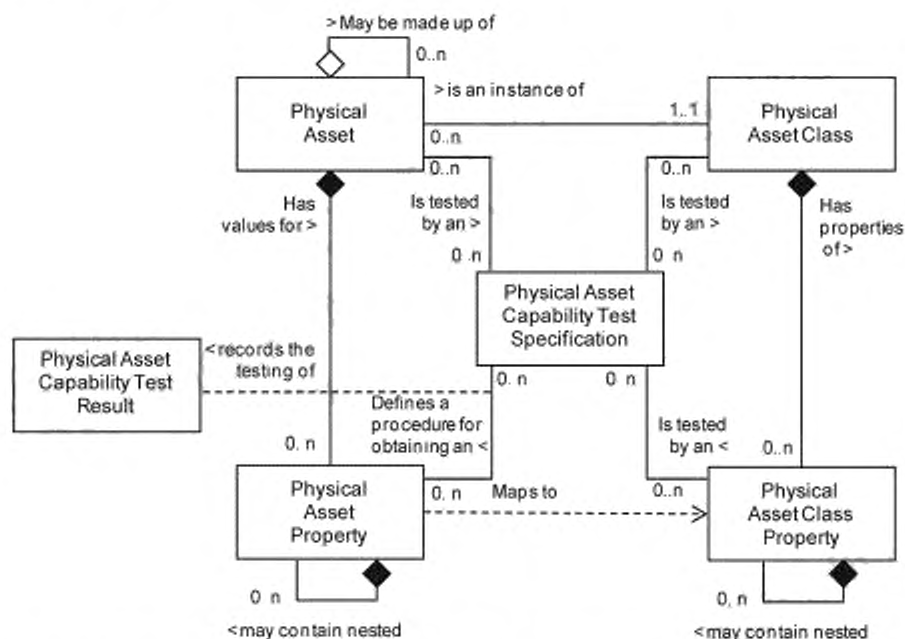 > May be made up of
0..n
Physical
Asset
> is an instance of
1..1
0..n
Physical
Asset Class
0..n
0..n
Has
values for >
Is tested
by an >
Is tested
by an >
Has
properties
of >
0 n
0 n
Physical Asset
Capability Test
Specification
Physical Asset
Capability Test
Result
< records the
testing of
0. n
0 n
Defines a
procedure for
obtaining an <
Is tested
by an <
0. n
0..n
Physical
Asset
Property
0. n
Maps to
0..n
Physical
Asset Class
Property
0 n
0, n
< may contain nested
< may contain nested